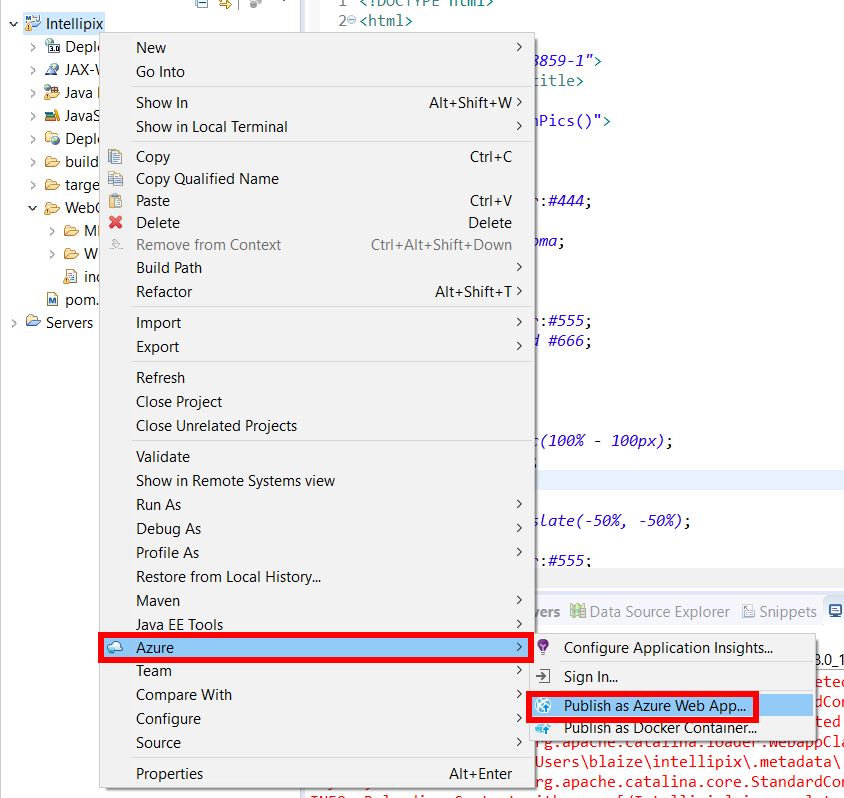 1 <!DOCTYPE html>
2 <html>
Intellipix
Deplo
JAX-W
Java
JavaS
Deplo
build
targe
WebC
pom.
Servers
New
Go Into
Show In Alt+Shift+W
Show in Local Terminal
Copy Ctrl+C
Copy Qualified Name
Paste Ctrl+V
Delete Delete
Remove from Context Ctrl+Alt+Shift+Down
Build Path
Refactor Alt+Shift+T
Import
Export
Refresh
Close Project
Close Unrelated Projects
Validate
Show in Remote Systems view
Run As
Debug As
Profile As
Restore from Local History...
Maven
Java EE Tools
Azure
Team
Compare With
Configure
Source
Properties Alt+Enter
8859-1">
title>
nPics()">
r:#444;
oma;
r:#555;
d #666;
c(100% - 100px);
;
slate(-50%, -50%);
r:#555;
vers Data Source Explorer Snippets
Configure Application Insights...
Sign In...
Publish as Azure Web App...
Publish as Docker Container...
8.0_1
eted
dCon
ted
rg.apache.catalina.loader.WebappCla
Users\blaize\intellipix\.metadata\
rg.apache.catalina.core.StandardCon